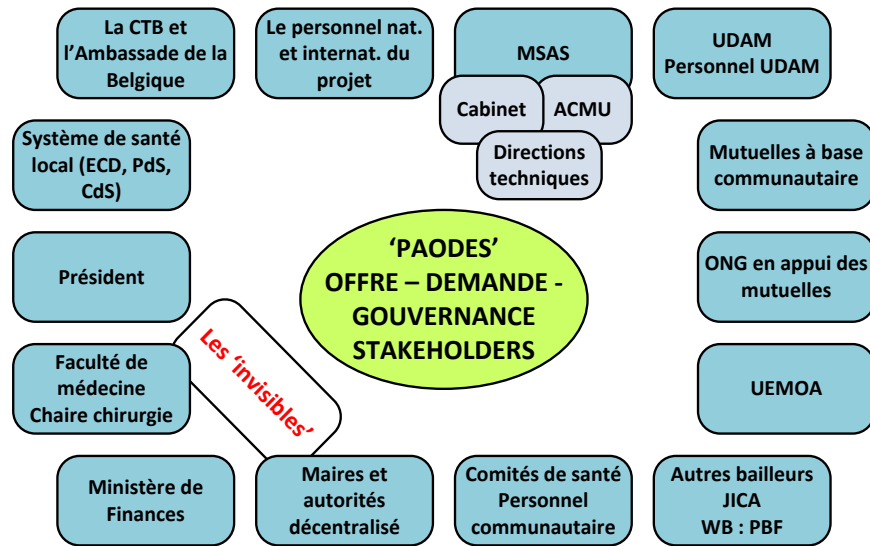 La CTB et
l'Ambassade de la
Belgique
Le personnel nat.
et internat. du
projet
MSAS
UDAM
Personnel UDAM
Cabinet
ACMU
Directions
techniques
Système de santé
local (ECD, PdS,
CdS)
Mutuelles à base
communautaire
'PAODES'
OFFRE – DEMANDE -
GOUVERNANCE
STAKEHOLDERS
Président
ONG en appui des
mutuelles
Les 'invisibles'
Faculté de
médecine
Chaire chirurgie
UEMOA
Ministère de
Finances
Maires et
autorités
décentralisé
Comités de santé
Personnel
communautaire
Autres bailleurs
JICA
WB : PBF